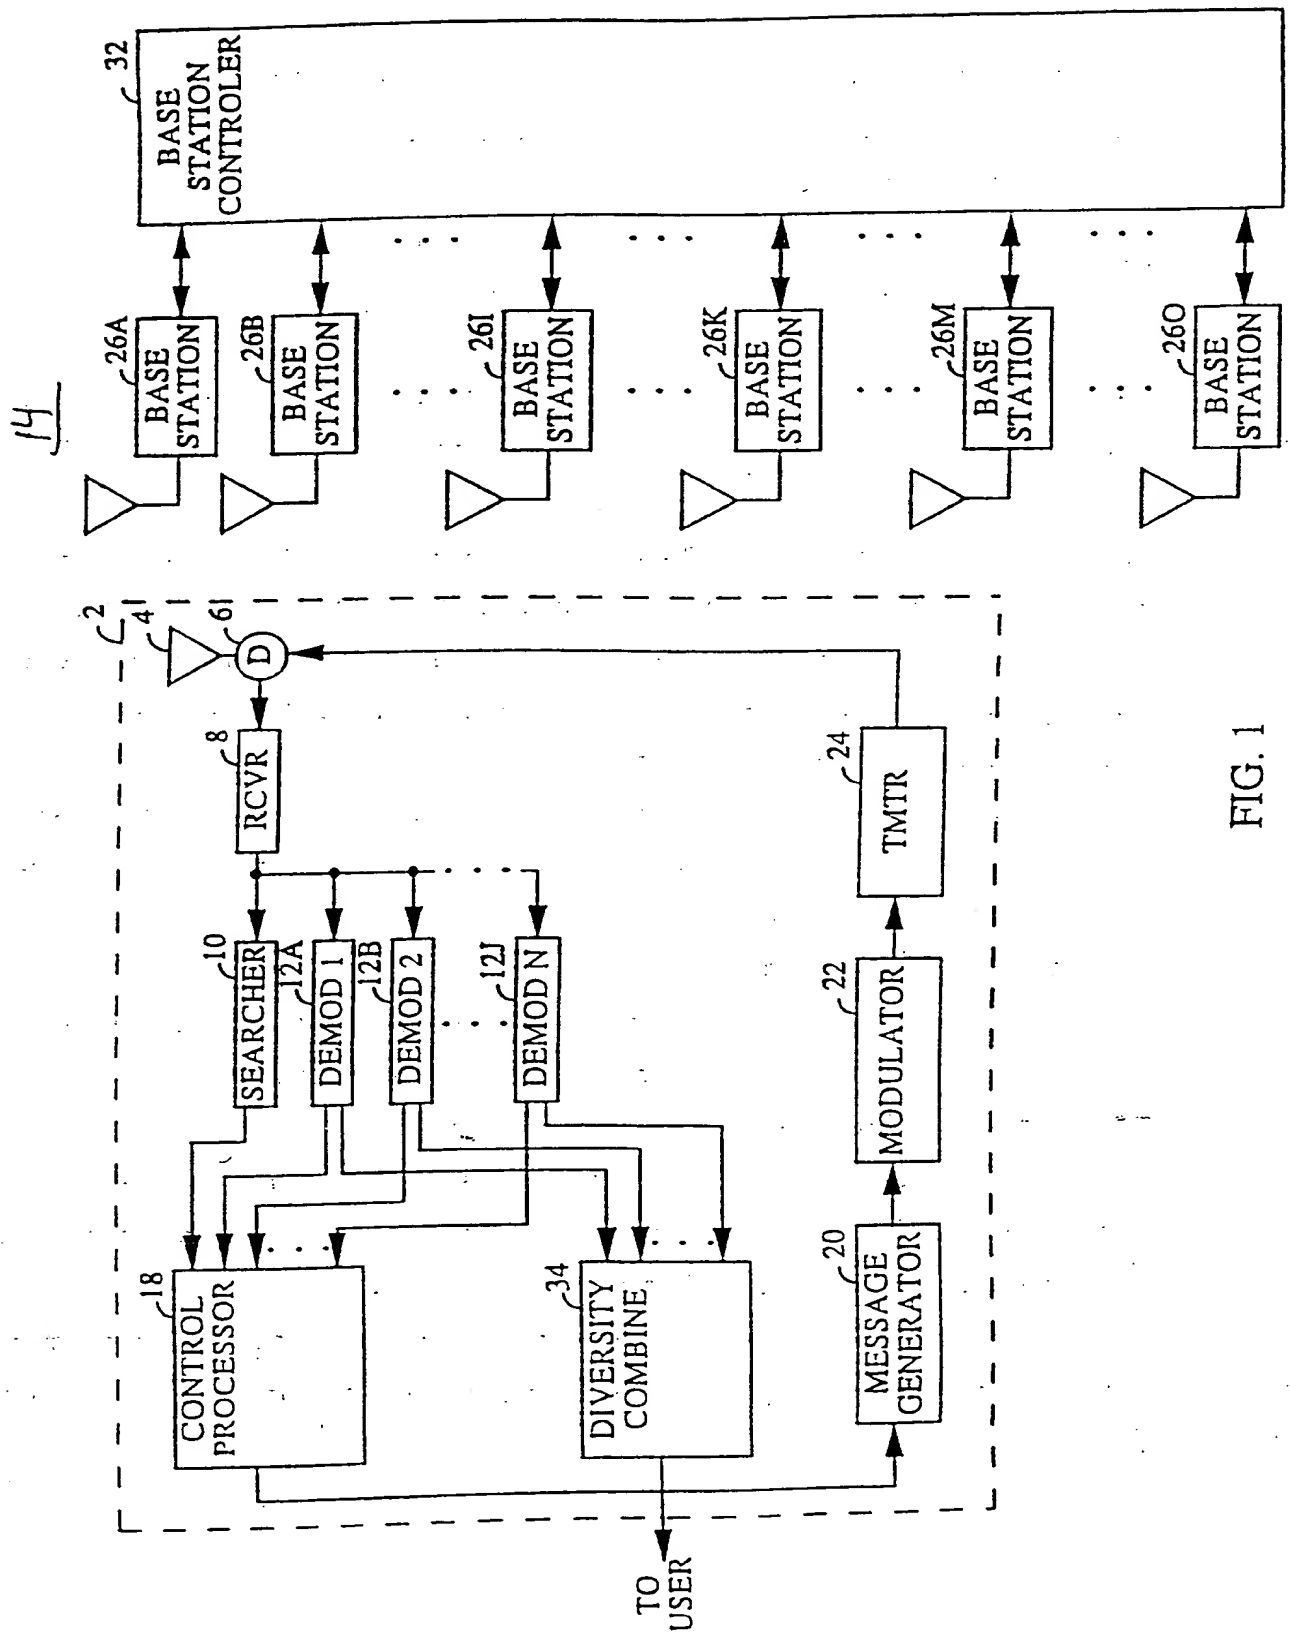 14
32
BASE
STATION
CONTROLER
26A
BASE
STATION
26B
BASE
STATION
26I
BASE
STATION
26K
BASE
STATION
26M
BASE
STATION
26O
BASE
STATION
2
4
6
D
8
RCVR
10
SEARCHER
12A
DEMOD 1
12B
DEMOD 2
12J
DEMOD N
18
CONTROL
PROCESSOR
34
DIVERSITY
COMBINE
TO
USER
20
MESSAGE
GENERATOR
22
MODULATOR
24
TMTR
FIG. 1